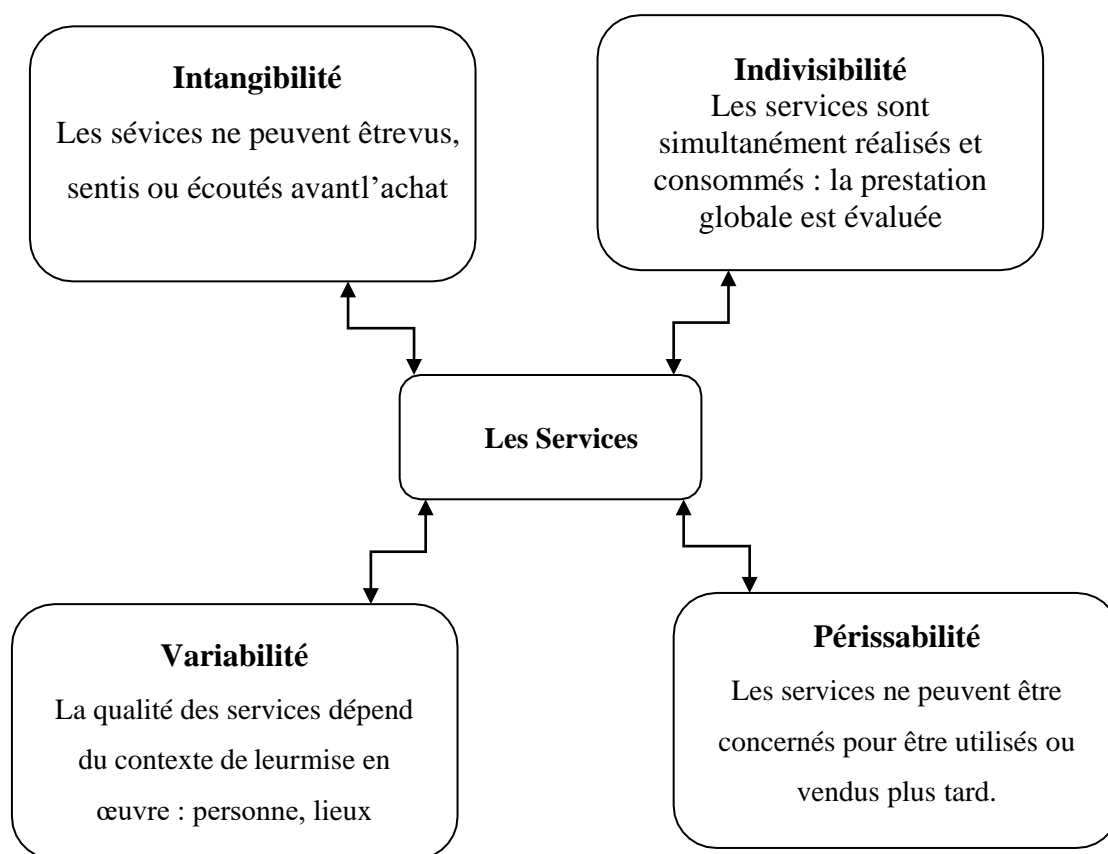 Intangibilité
Les sévices ne peuvent êtrevus,
sentis ou écoutés avantl’achat
Indivisibilité
Les services sont
simultanément réalisés et
consommés : la prestation
globale est évaluée
Les Services
Variabilité
La qualité des services dépend
du contexte de leurmise en
œuvre : personne, lieux
Périssabilité
Les services ne peuvent être
concernés pour être utilisés ou
vendus plus tard.